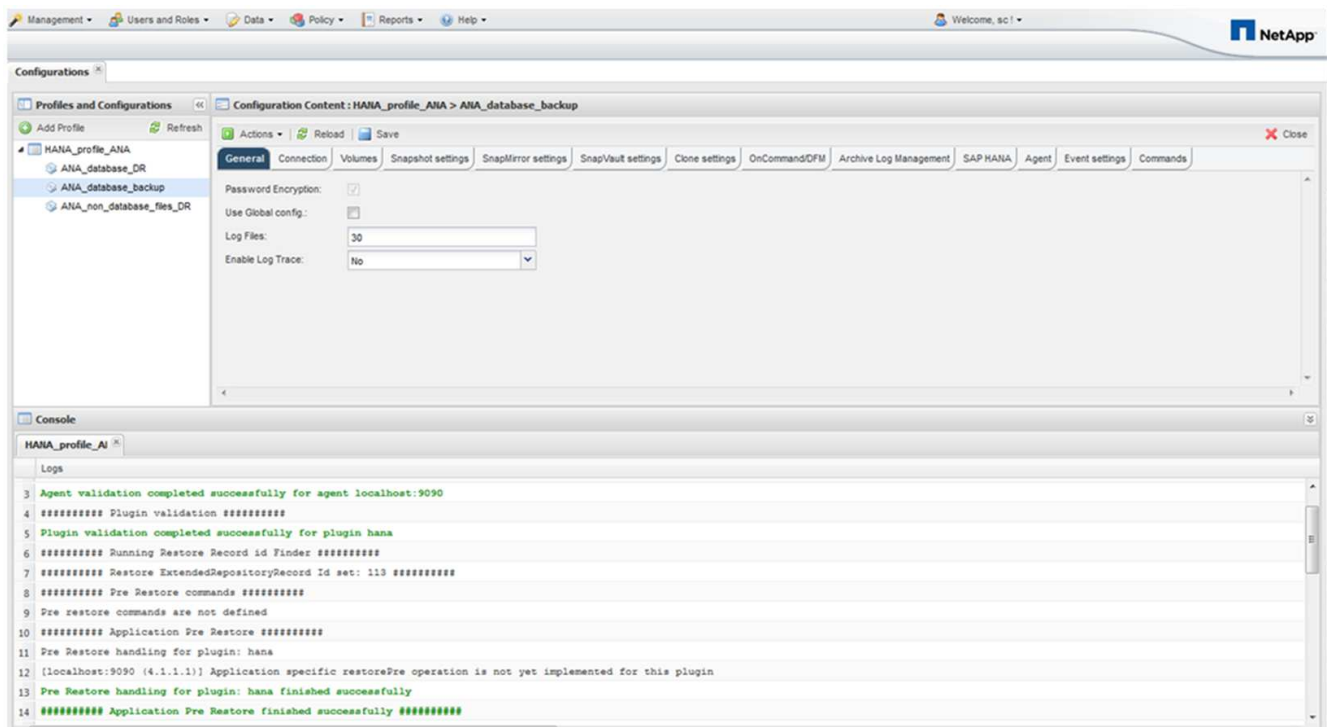 Management Users and Roles Data Policy Reports Help Welcome, sc!
NetApp
Configurations
Profiles and Configurations
Configuration Content : HANA_profile_ANA > ANA_database_backup
Add Profile Refresh
Actions Reload Save Close
HANA_profile_ANA
ANA_database_DR
ANA_database_backup
ANA_non_database_files_DR
General Connection Volumes Snapshot settings SnapMirror settings SnapVault settings Clone settings OnCommand/DFM Archive Log Management SAP HANA Agent Event settings Commands
Password Encryption:
Use Global config.:
Log Files: 30
Enable Log Trace: No
Console
HANA_profile_AI
Logs
3 Agent validation completed successfully for agent localhost:9090
4 ########## Plugin validation ##########
5 Plugin validation completed successfully for plugin hana
6 ########## Running Restore Record id Finder ##########
7 ########## Restore ExtendedRepositoryRecord Id set: 113 ##########
8 ########## Pre Restore commands ##########
9 Pre restore commands are not defined
10 ########## Application Pre Restore ##########
11 Pre Restore handling for plugin: hana
12 [localhost:9090 (4.1.1.1)] Application specific restorePre operation is not yet implemented for this plugin
13 Pre Restore handling for plugin: hana finished successfully
14 ########## Application Pre Restore finished successfully ##########